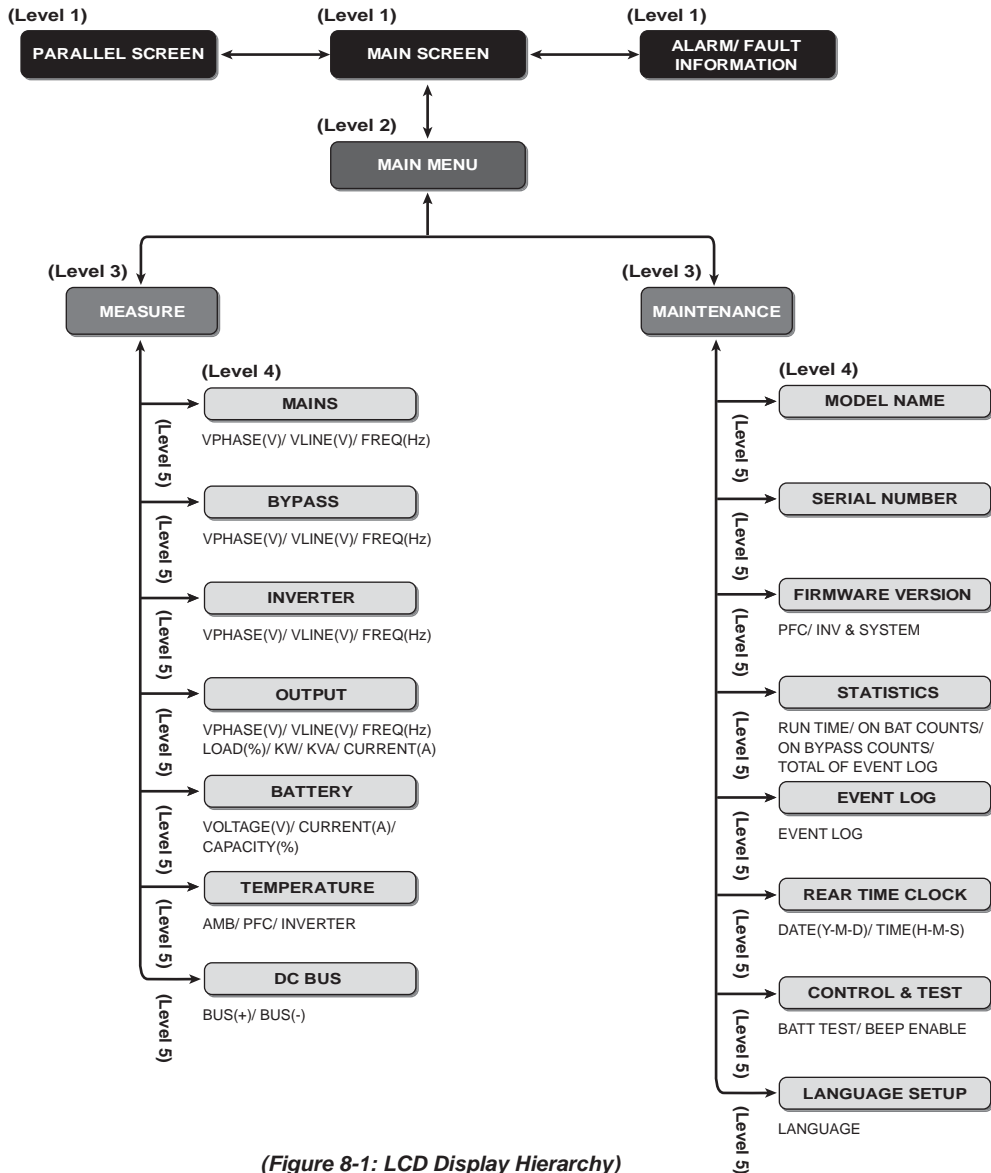 (Level 1)
(Level 1)
(Level 1)
PARALLEL SCREEN
MAIN SCREEN
ALARM/ FAULT
INFORMATION
(Level 2)
MAIN MENU
(Level 3)
MEASURE
(Level 4)
MAINS
(Level 5)
VPHASE(V)/ VLINE(V)/ FREQ(Hz)
BYPASS
(Level 5)
VPHASE(V)/ VLINE(V)/ FREQ(Hz)
INVERTER
(Level 5)
VPHASE(V)/ VLINE(V)/ FREQ(Hz)
OUTPUT
(Level 5)
VPHASE(V)/ VLINE(V)/ FREQ(Hz)
LOAD(%)/ KW/ KVA/ CURRENT(A)
BATTERY
(Level 5)
VOLTAGE(V)/ CURRENT(A)/
CAPACITY(%)
TEMPERATURE
(Level 5)
AMB/ PFC/ INVERTER
DC BUS
(Level 5)
BUS(+)/ BUS(-)
(Level 3)
MAINTENANCE
(Level 4)
MODEL NAME
(Level 5)
SERIAL NUMBER
(Level 5)
FIRMWARE VERSION
(Level 5)
PFC/ INV & SYSTEM
STATISTICS
(Level 5)
RUN TIME/ ON BAT COUNTS/
ON BYPASS COUNTS/
TOTAL OF EVENT LOG
EVENT LOG
(Level 5)
EVENT LOG
REAR TIME CLOCK
(Level 5)
DATE(Y-M-D)/ TIME(H-M-S)
CONTROL & TEST
(Level 5)
BATT TEST/ BEEP ENABLE
LANGUAGE SETUP
(Level 5)
LANGUAGE
(Figure 8-1: LCD Display Hierarchy)